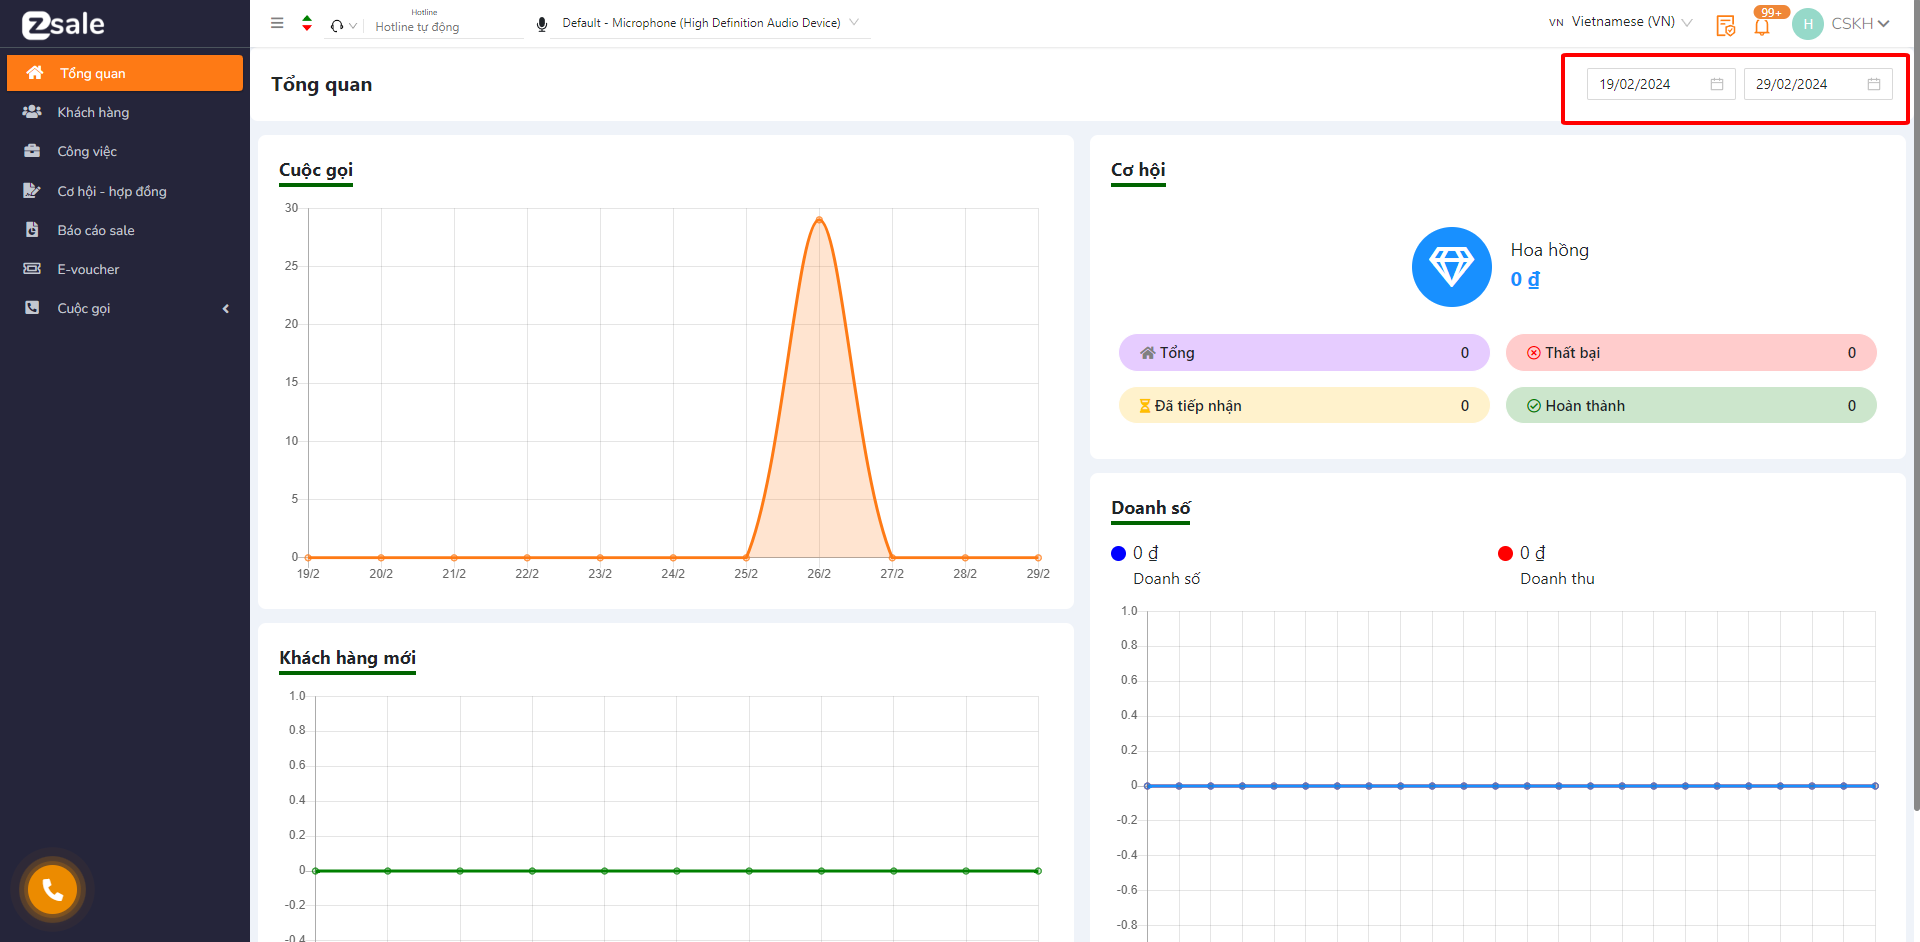 Zsale
Hotline
Hotline tự động
Default - Microphone (High Definition Audio Device)
VN Vietnamese (VN)
99+
H
CSKH
Tổng quan
Khách hàng
Công việc
Cơ hội - hợp đồng
Báo cáo sale
E-voucher
Cuộc gọi
Tổng quan
19/02/2024
29/02/2024
Cuộc gọi
30
25
20
15
10
5
0
19/2 20/2 21/2 22/2 23/2 24/2 25/2 26/2 27/2 28/2 29/2
Khách hàng mới
1.0
0.8
0.6
0.4
0.2
0
-0.2
-0.4
Cơ hội
Hoa hồng
0 ₫
Tổng 0
Thất bại 0
Đã tiếp nhận 0
Hoàn thành 0
Doanh số
0 ₫
Doanh số
0 ₫
Doanh thu
1.0
0.8
0.6
0.4
0.2
0
-0.2
-0.4
-0.6
-0.8